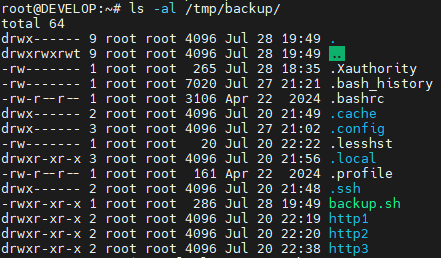 root@DEVELOP:~# ls -al /tmp/backup/
total 64
drwx------ 9 root root 4096 Jul 28 19:49 .
drwxrwxrwt 9 root root 4096 Jul 28 19:49 ..
-rw------- 1 root root  265 Jul 28 18:35 .Xauthority
-rw------- 1 root root 7020 Jul 27 21:21 .bash_history
-rw-r--r-- 1 root root 3106 Apr 22  2024 .bashrc
drwx------ 2 root root 4096 Jul 20 21:49 .cache
drwx------ 3 root root 4096 Jul 27 21:02 .config
-rw------- 1 root root   20 Jul 20 22:22 .lesshst
drwxr-xr-x 3 root root 4096 Jul 20 21:56 .local
-rw-r--r-- 1 root root  161 Apr 22  2024 .profile
drwx------ 2 root root 4096 Jul 20 21:48 .ssh
-rwxr-xr-x 1 root root  286 Jul 28 19:49 backup.sh
drwxr-xr-x 2 root root 4096 Jul 20 22:19 http1
drwxr-xr-x 2 root root 4096 Jul 20 22:20 http2
drwxr-xr-x 2 root root 4096 Jul 20 22:38 http3